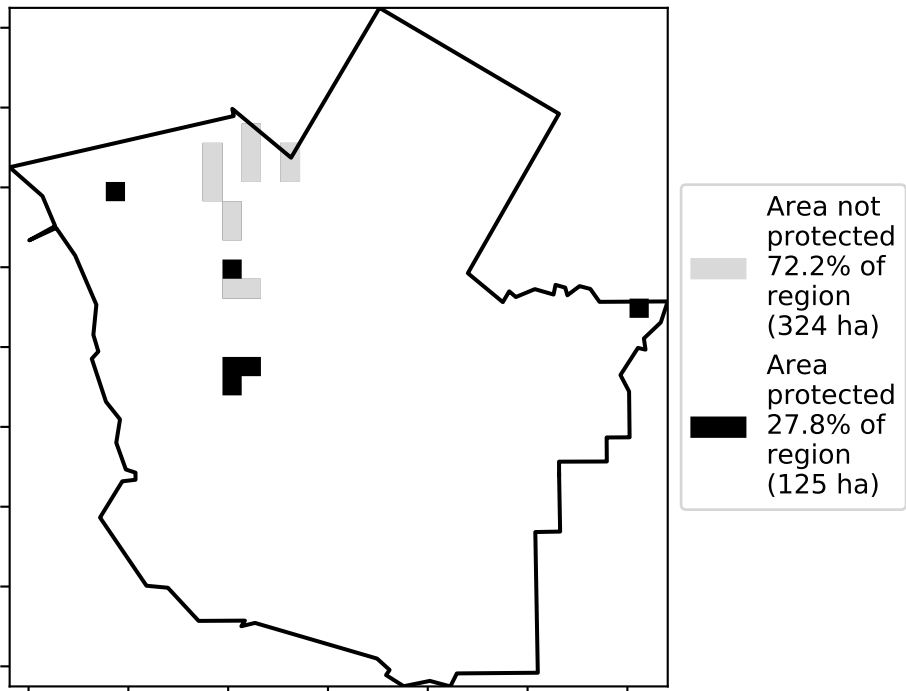 Area not
protected
72.2% of
region
(324 ha)
Area
protected
27.8% of
region
(125 ha)